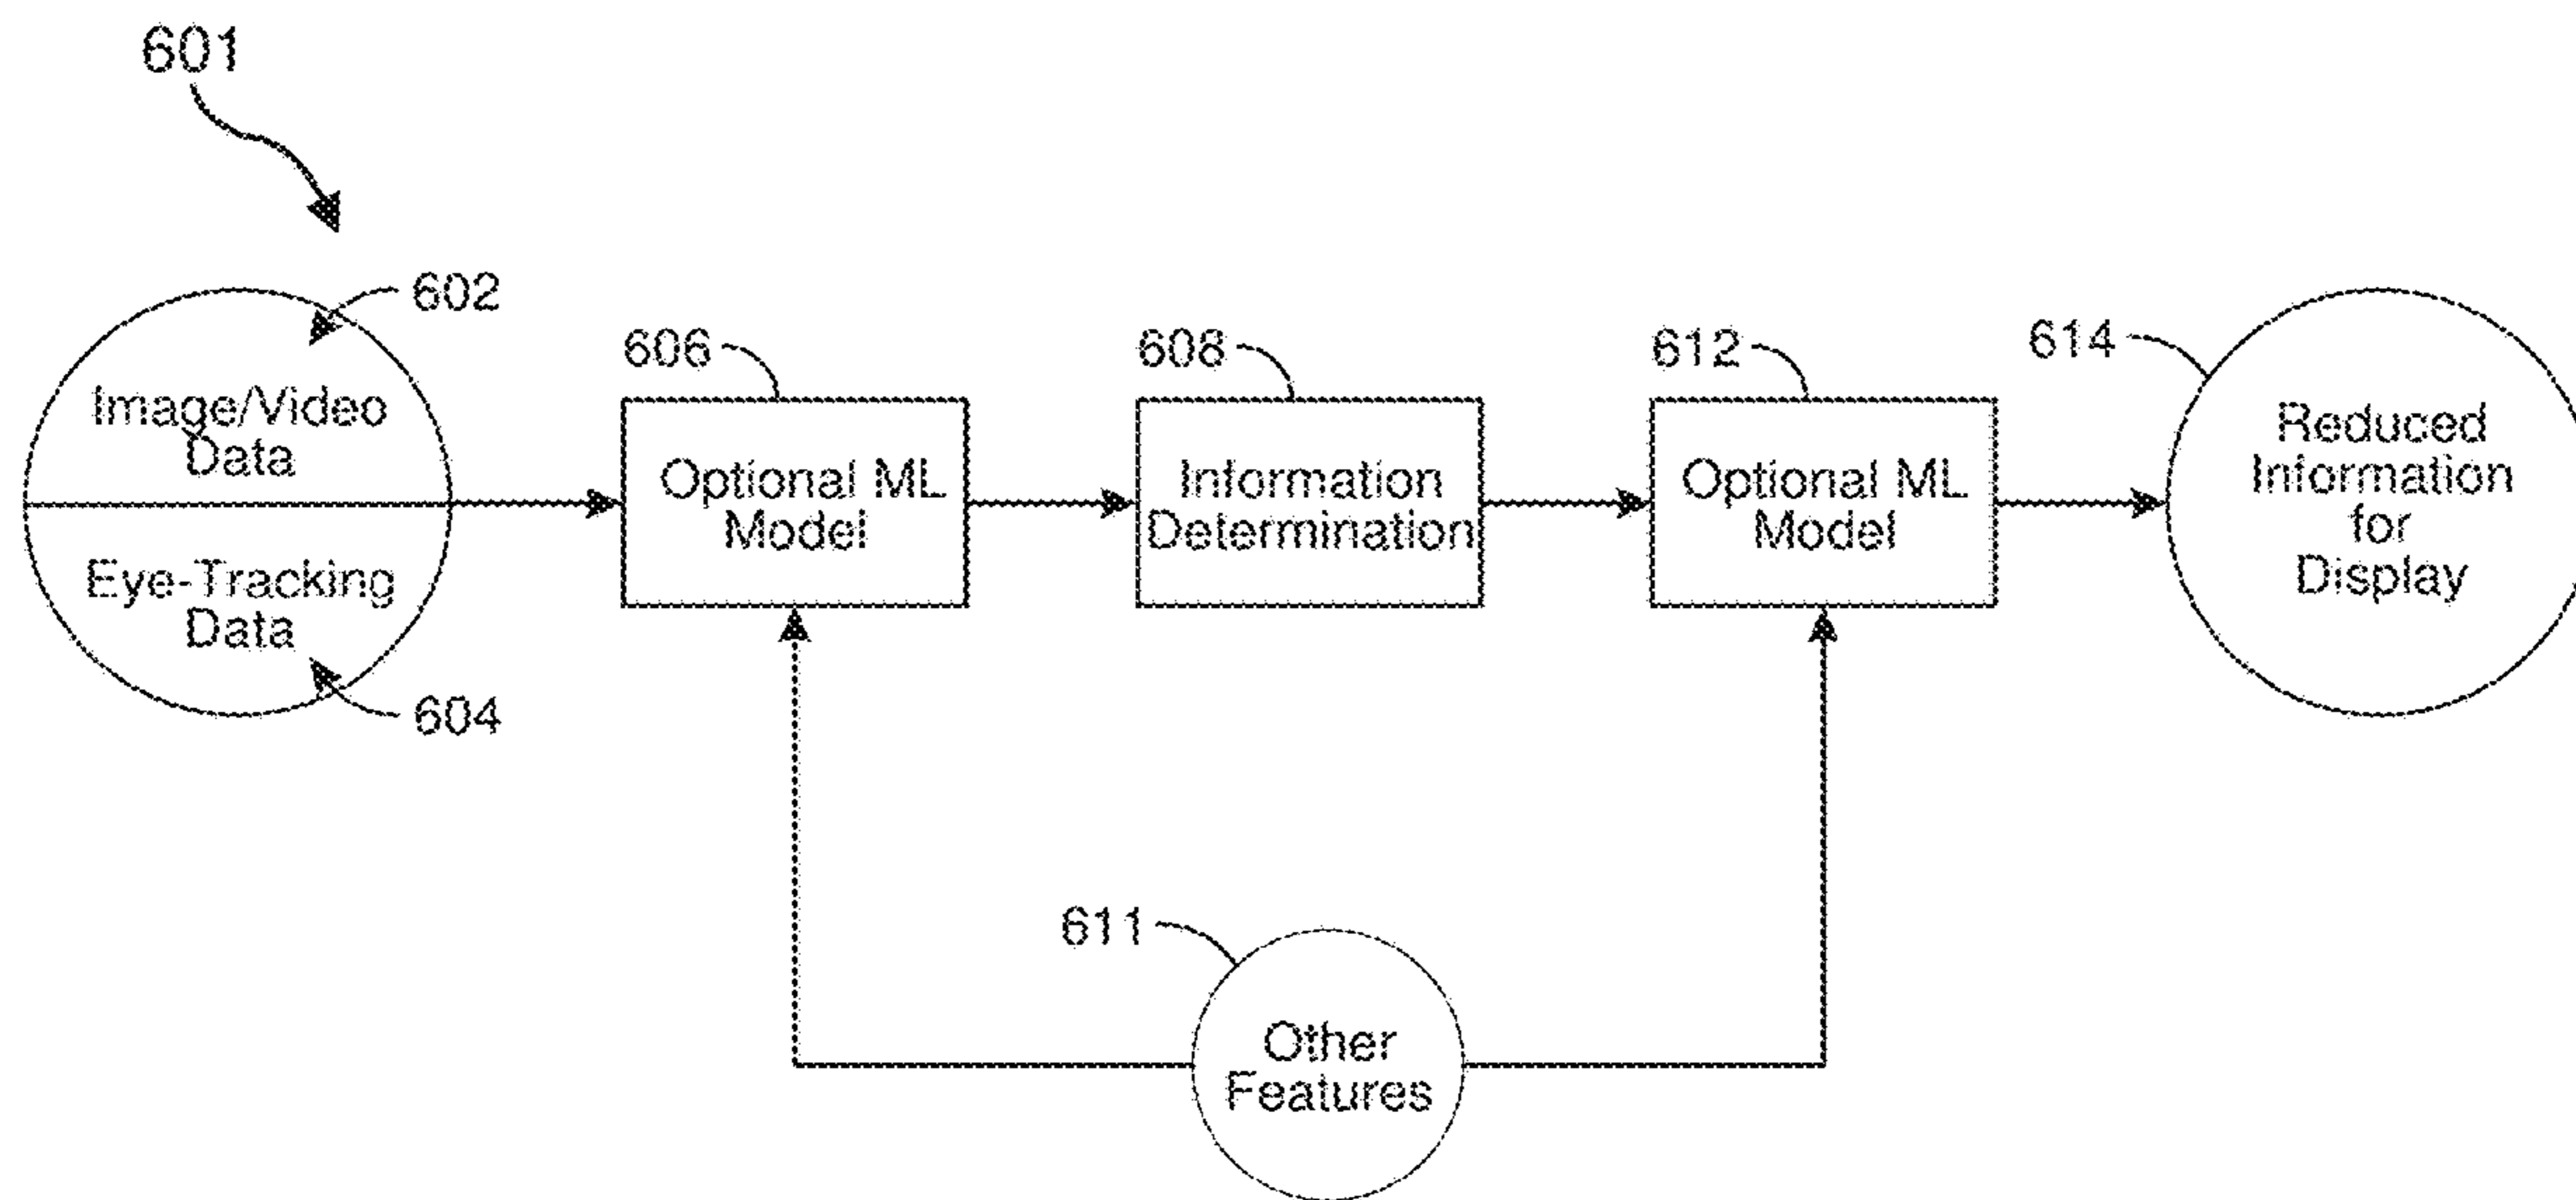 601
602
Image/Video
Data
Eye-Tracking
Data
604
606
Optional ML
Model
608
Information
Determination
612
Optional ML
Model
614
Reduced
Information
for
Display
611
Other
Features